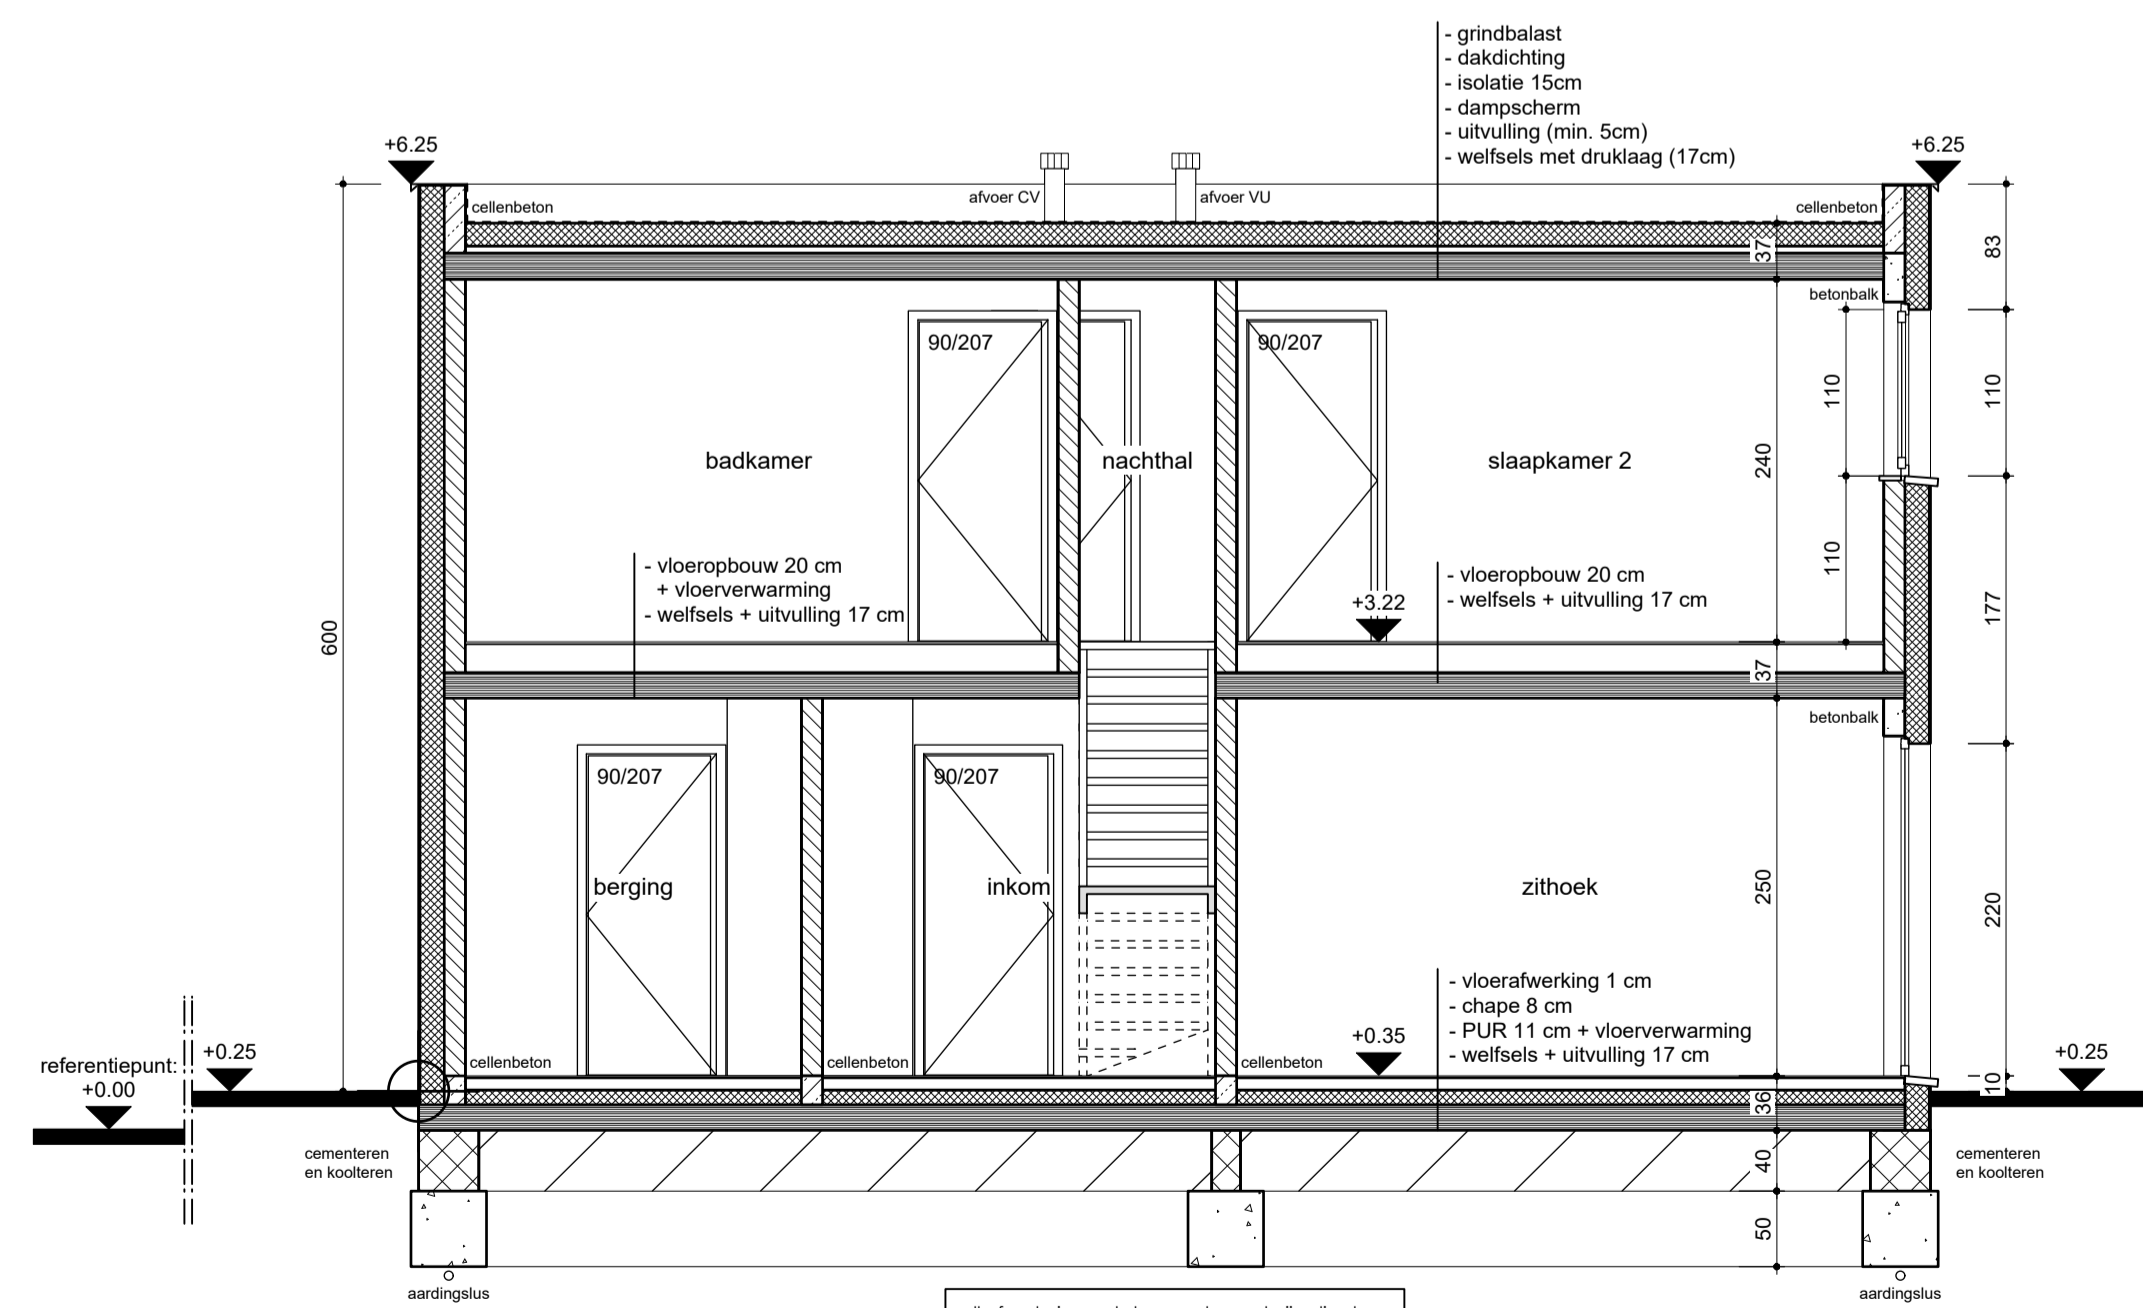 - grindbalast
- dakdichting
- isolatie 15cm
- dampscherm
- uitvulling (min. 5cm)
- welfsels met druklaag (17cm)
+6.25
+6.25
afvoer CV
afvoer VU
cellenbeton
cellenbeton
37
83
betonbalk
90/207
90/207
110
110
badkamer
nachthal
slaapkamer 2
240
- vloeropbouw 20 cm
+ vloerverwarming
- welfsels + uitvulling 17 cm
- vloeropbouw 20 cm
- welfsels + uitvulling 17 cm
+3.22
110
177
600
37
betonbalk
90/207
90/207
berging
inkom
zithoek
250
220
- vloerafwerking 1 cm
- chape 8 cm
- PUR 11 cm + vloerverwarming
- welfsels + uitvulling 17 cm
+0.35
referentiepunt:
+0.00
+0.25
cellenbeton
cellenbeton
cellenbeton
+0.25
10
36
cementeren
en koolteren
40
cementeren
en koolteren
50
aardingslus
aardingslus